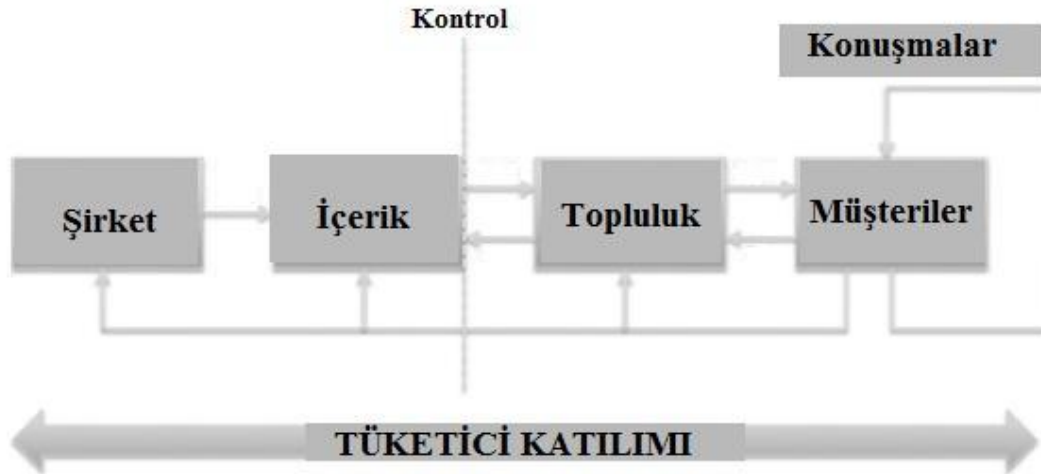 Kontrol
Konuşmalar
Şirket
İçerik
Topluluk
Müşteriler
TÜKETİCİ KATILIMI